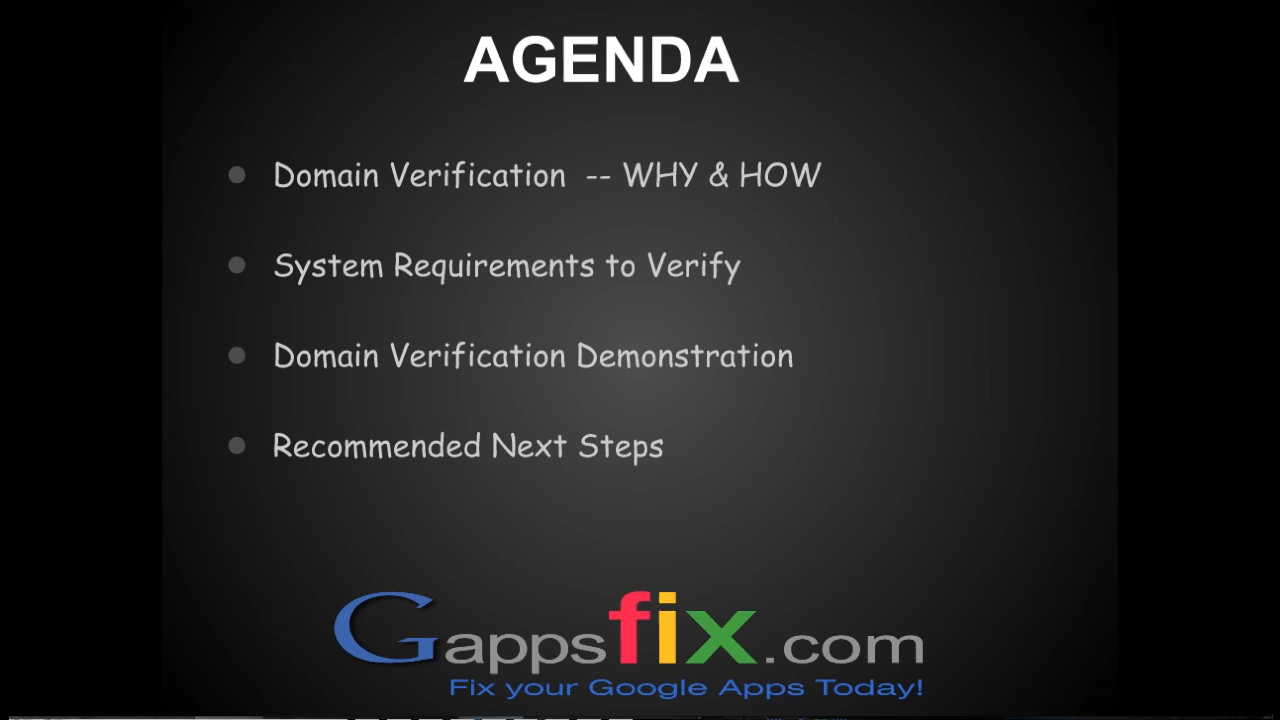 AGENDA
Domain Verification -- WHY & HOW
System Requirements to Verify
Domain Verification Demonstration
Recommended Next Steps
Gappsfix.com
Fix your Google Apps Today!